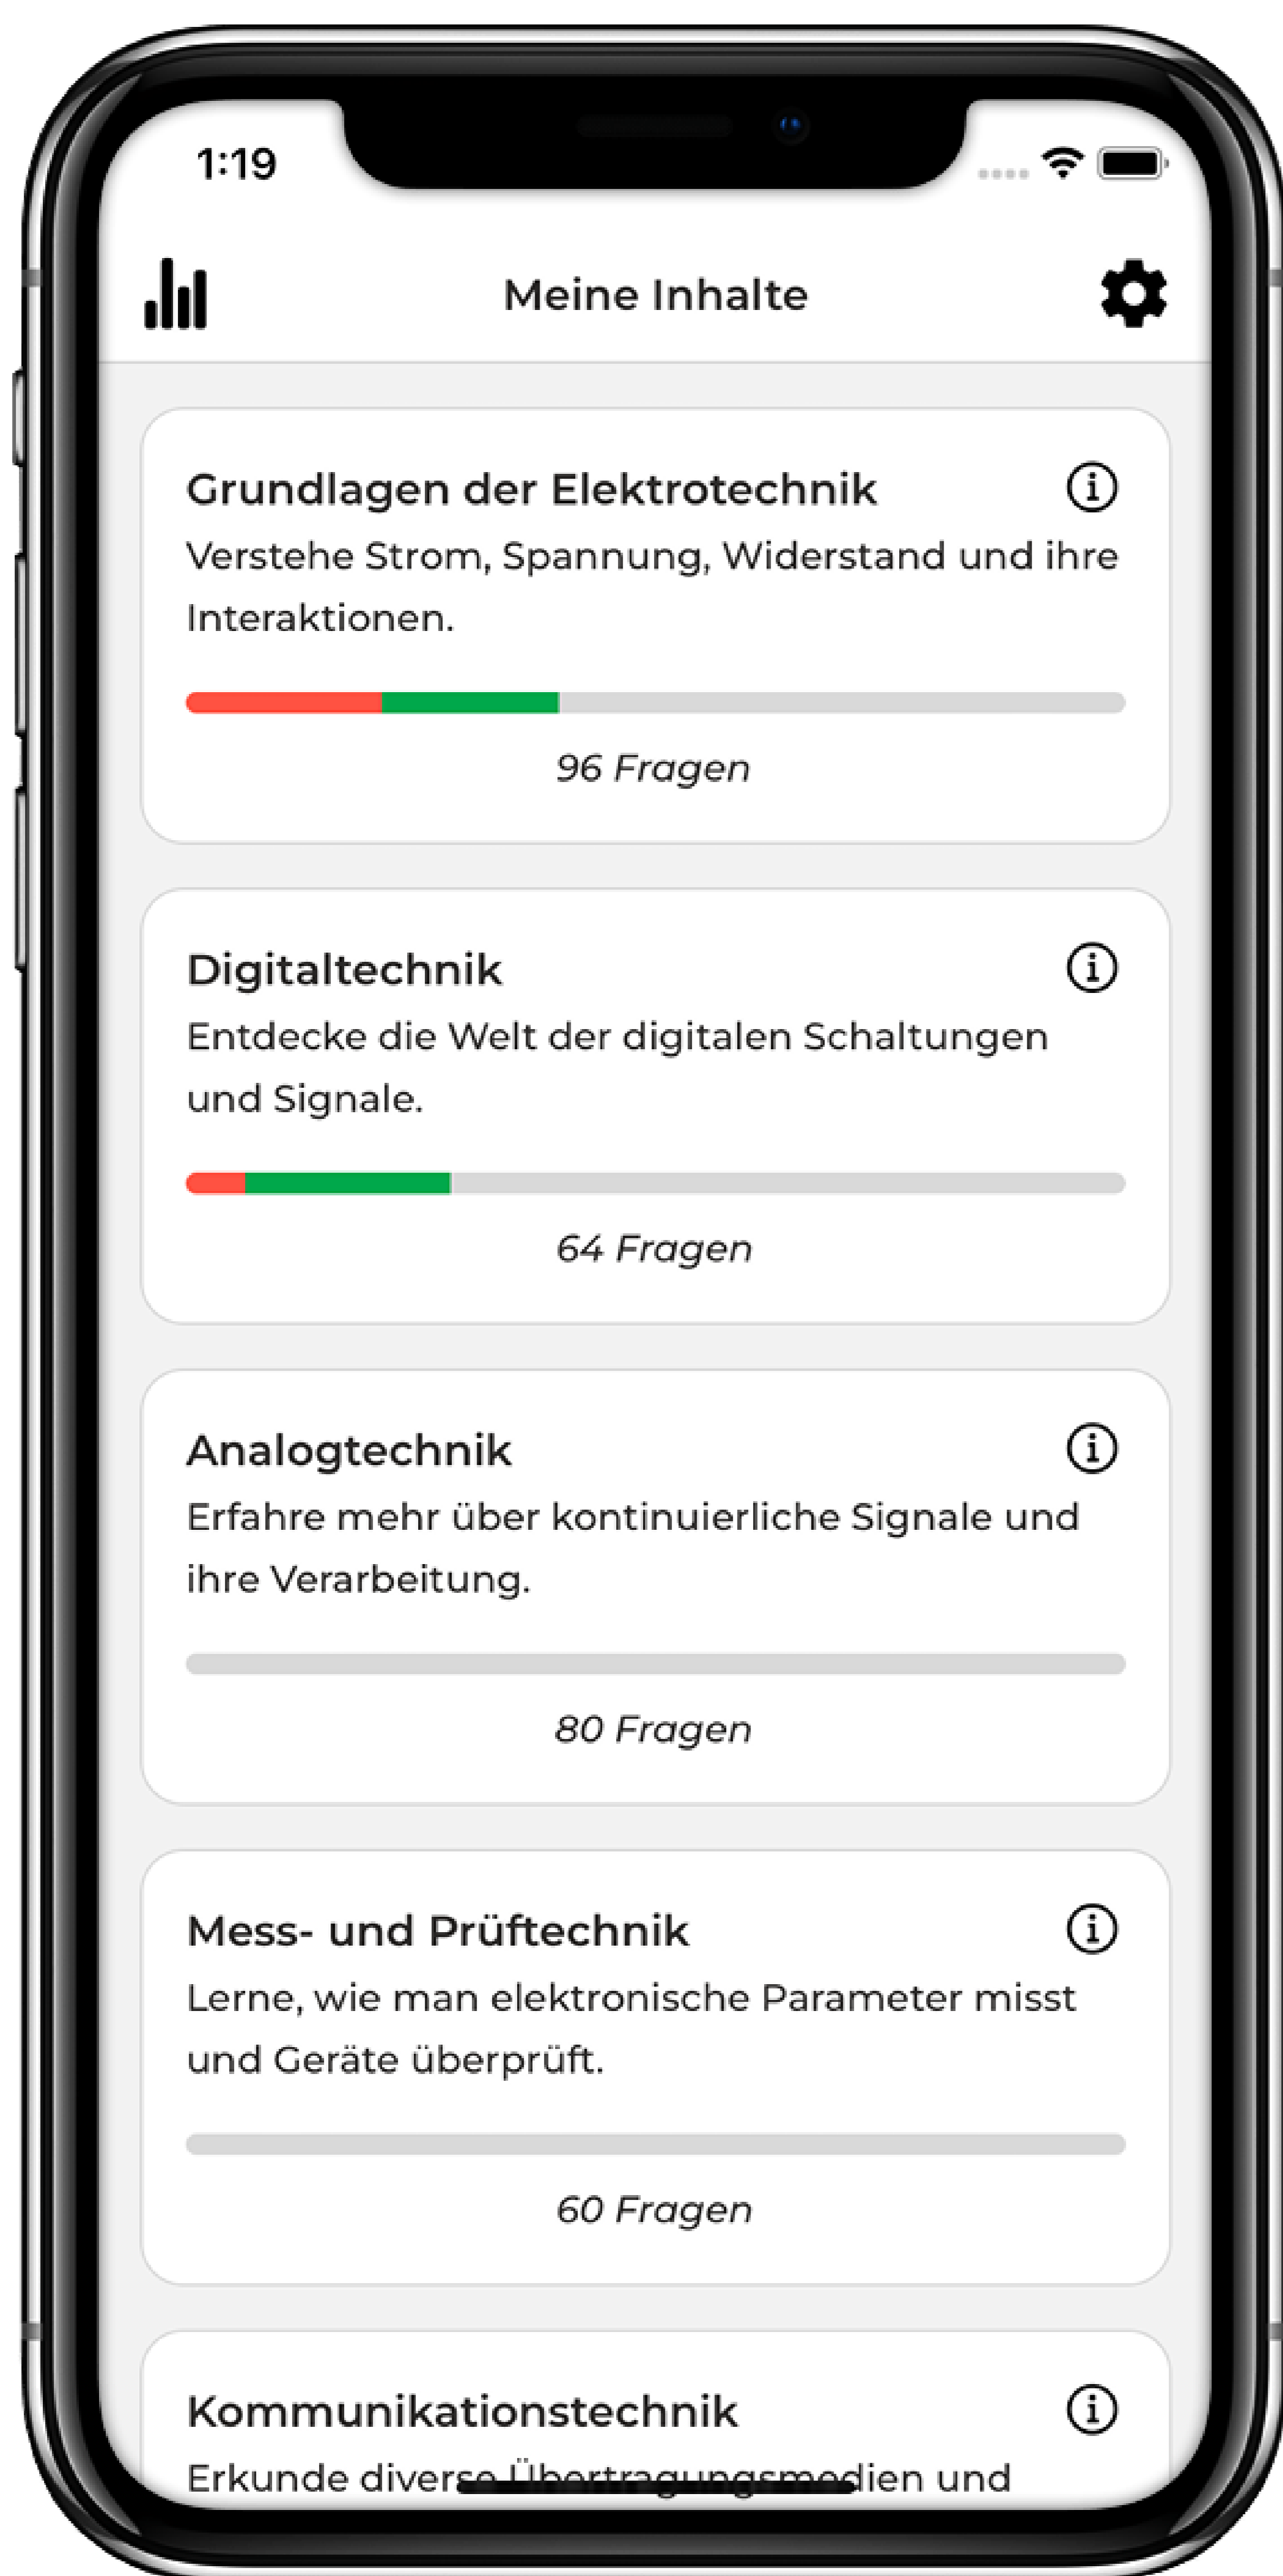 1:19
Meine Inhalte
Grundlagen der Elektrotechnik
Verstehe Strom, Spannung, Widerstand und ihre
Interaktionen.
96 Fragen
Digitaltechnik
Entdecke die Welt der digitalen Schaltungen
und Signale.
64 Fragen
Analogtechnik
Erfahre mehr über kontinuierliche Signale und
ihre Verarbeitung.
80 Fragen
Mess- und Prüftechnik
Lerne, wie man elektronische Parameter misst
und Geräte überprüft.
60 Fragen
Kommunikationstechnik
Erkunde diverse Übertragungsmedien und